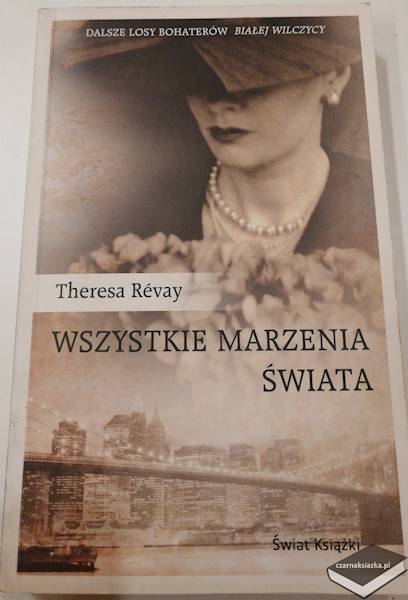 DALSZE LOSY BOHATERÓW BIAŁEJ WILCZYCY
Theresa Révay
WSZYSTKIE MARZENIA
ŚWIATA
Świat Książki
czarnaksiazka.pl